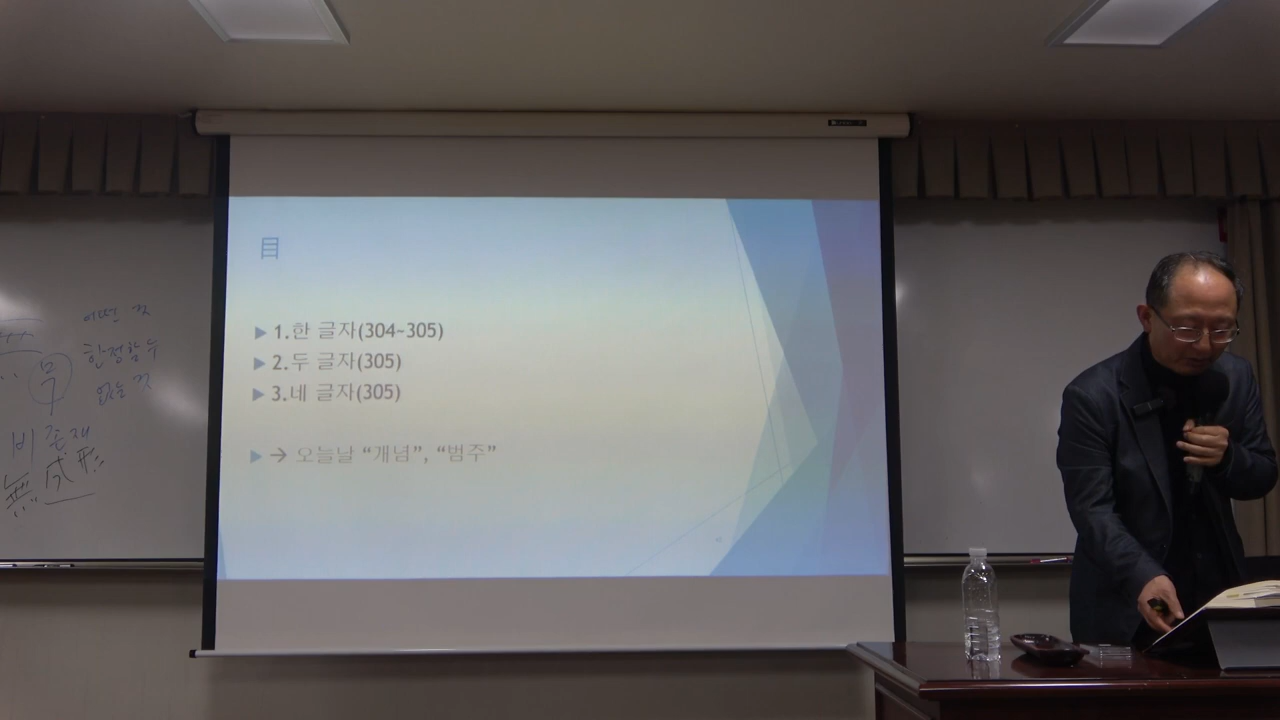 어떤 것
한정할 수
없는 것
무
비존재
無成形
目
1.한 글자(304~305)
2.두 글자(305)
3.네 글자(305)
→ 오늘날 “개념”, “범주”